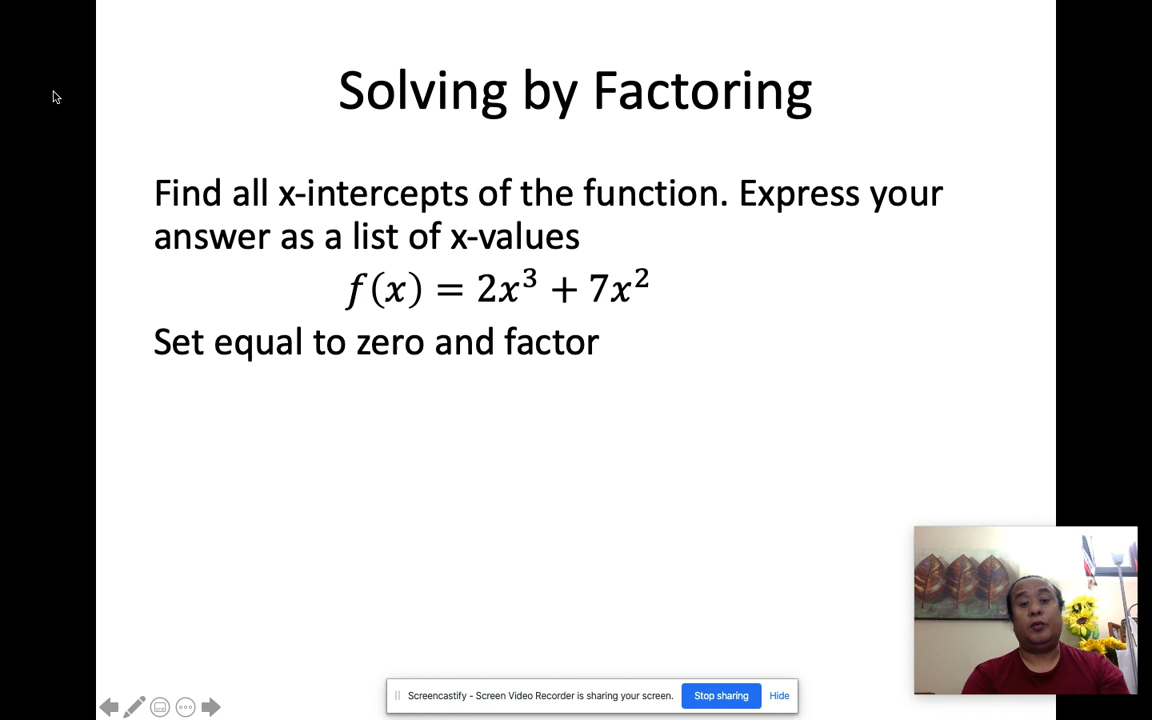 Solving by Factoring
Find all x-intercepts of the function. Express your
answer as a list of x-values
f(x) = 2x³ + 7x²
Set equal to zero and factor
Screencastify - Screen Video Recorder is sharing your screen. Stop sharing Hide